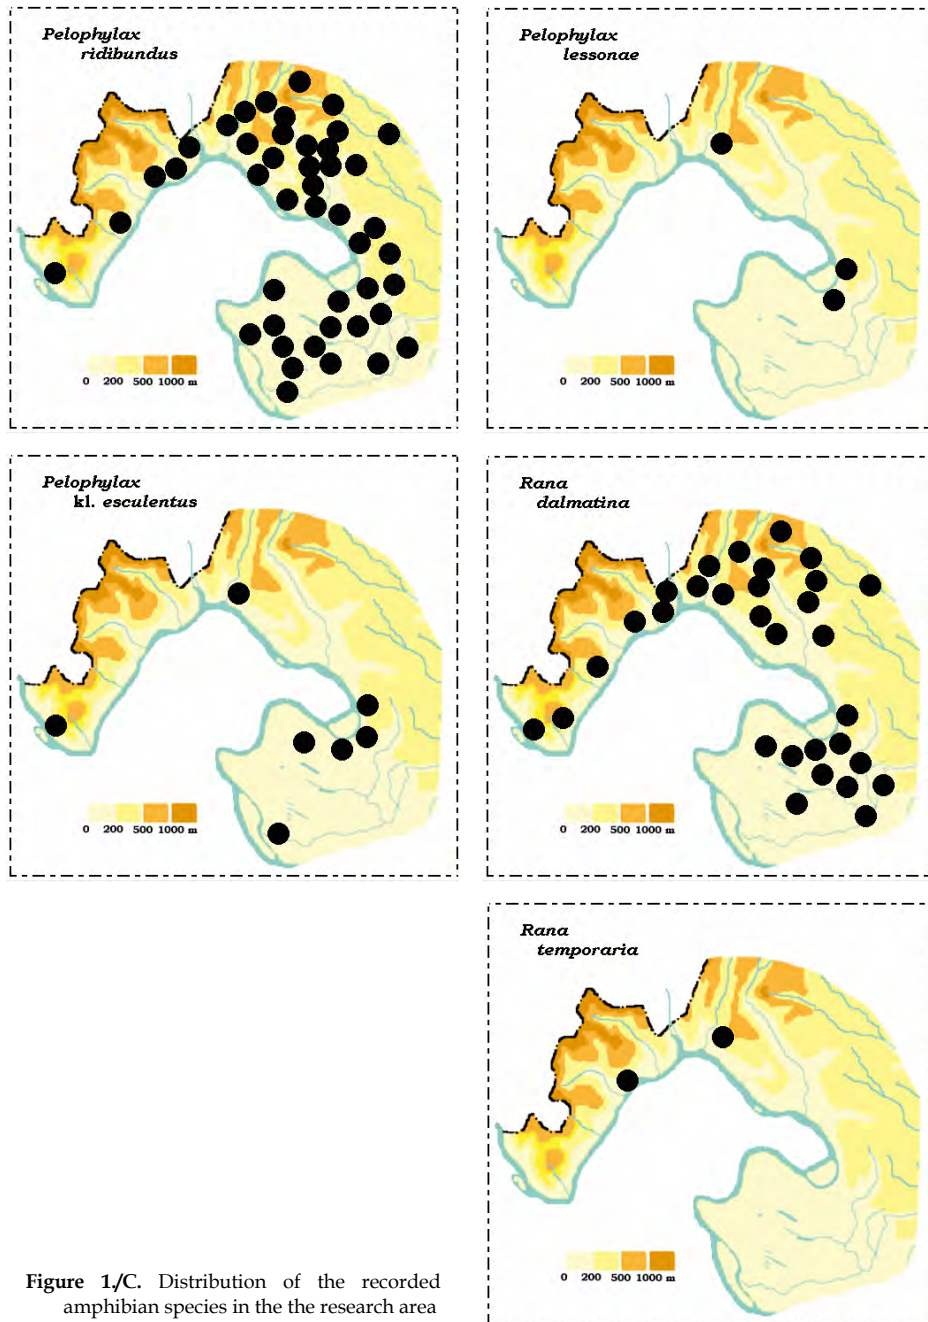 Pelophylax
ridibundus
0 200 500 1000 m
Pelophylax
lessonae
0 200 500 1000 m
Pelophylax
kl. esculentus
0 200 500 1000 m
Rana
dalmatina
0 200 500 1000 m
Rana
temporaria
0 200 500 1000 m
Figure 1./C. Distribution of the recorded
amphibian species in the the research area